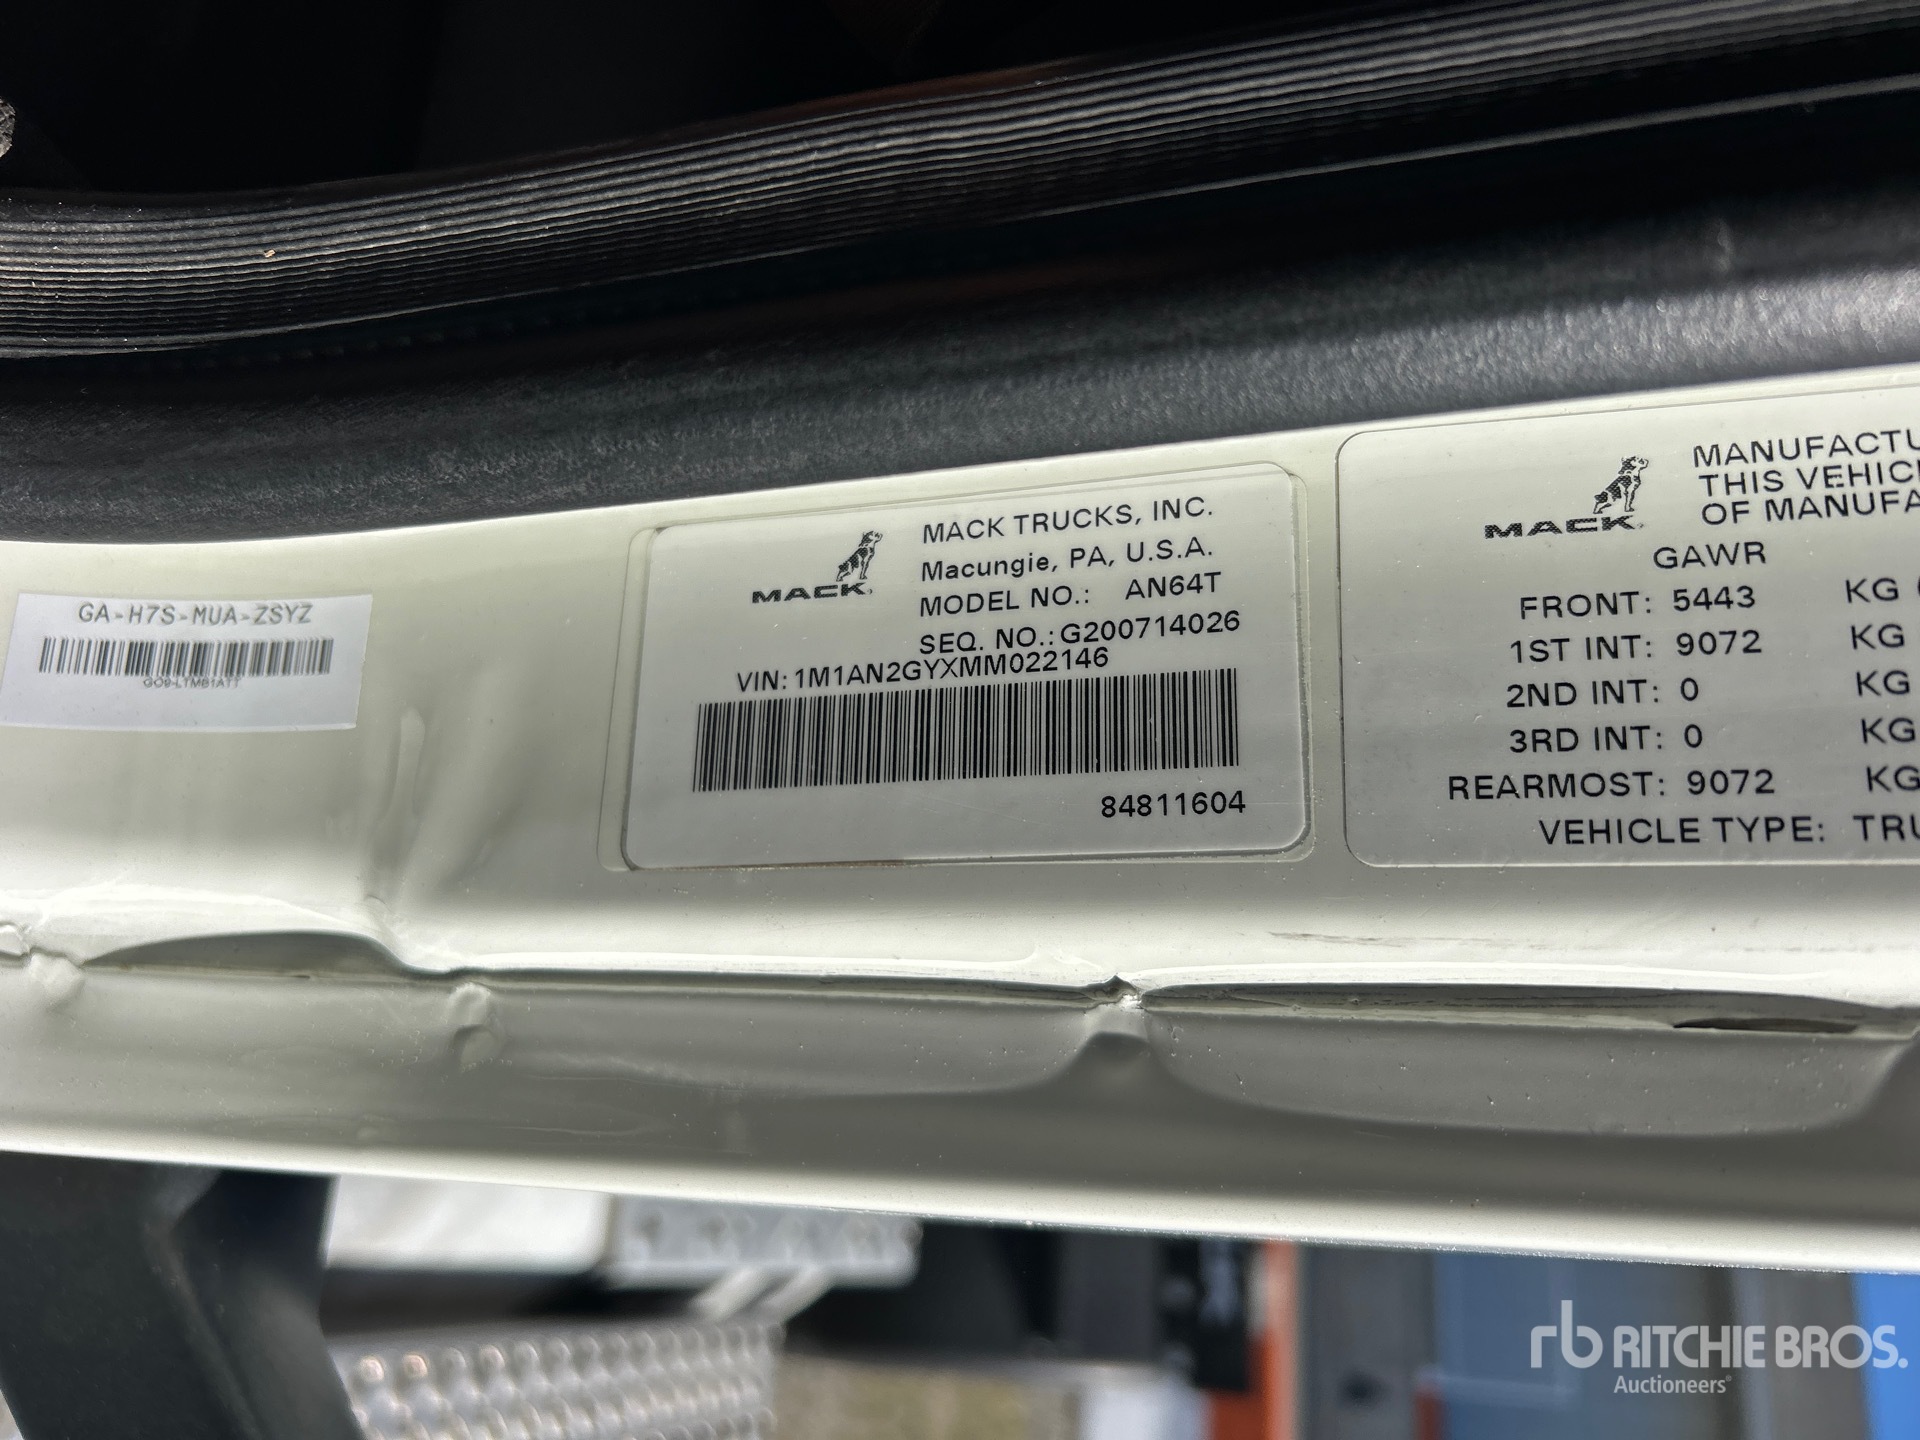 GA-H7S-MUA-ZSYZ
GO9-LTMB1ATT
MACK
MACK TRUCKS, INC.
Macungie, PA, U.S.A.
MODEL NO.: AN64T
SEQ. NO.: G200714026
VIN: 1M1AN2GYXMM022146
84811604
MACK
MANUFACTU
THIS VEHIC
OF MANUFA
GAWR
FRONT: 5443 KG
1ST INT: 9072 KG
2ND INT: 0 KG
3RD INT: 0 KG
REARMOST: 9072 KG
VEHICLE TYPE: TRU
rb RITCHIE BROS.
Auctioneers